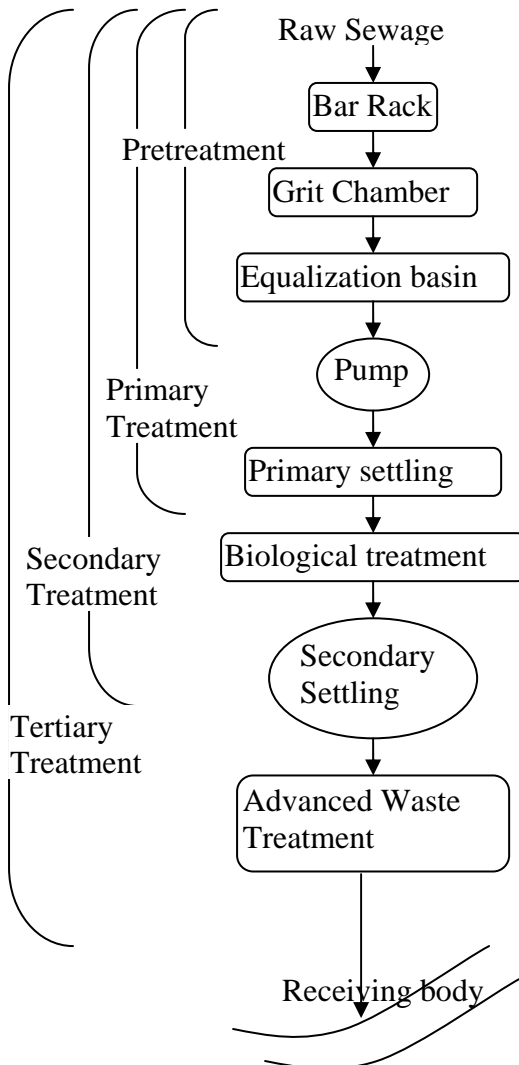 Raw Sewage
Bar Rack
Pretreatment
Grit Chamber
Equalization basin
Pump
Primary
Treatment
Primary settling
Biological treatment
Secondary
Treatment
Secondary
Settling
Tertiary
Treatment
Advanced Waste
Treatment
Receiving body